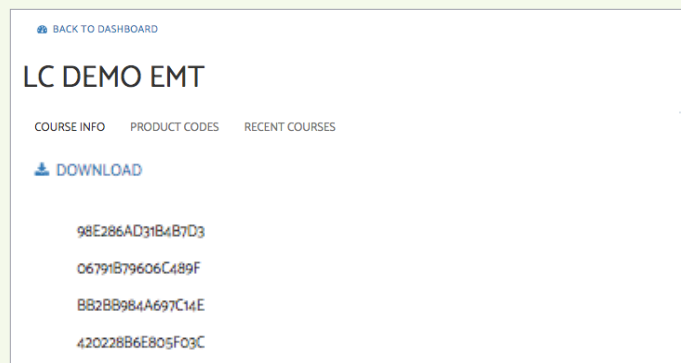 BACK TO DASHBOARD
LC DEMO EMT
COURSE INFO PRODUCT CODES RECENT COURSES
DOWNLOAD
98E286AD31B4B7D3
06791B79606C489F
BB2BB984A697C14E
420228B6E805F03C